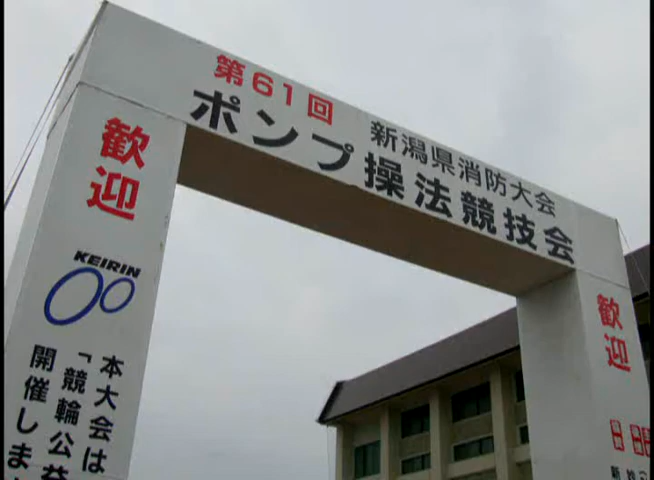 第61回
新潟県消防大会
ポンプ操法競技会
歓迎
KEIRIN
本大会は
「競輪公益
開催しま
歓迎